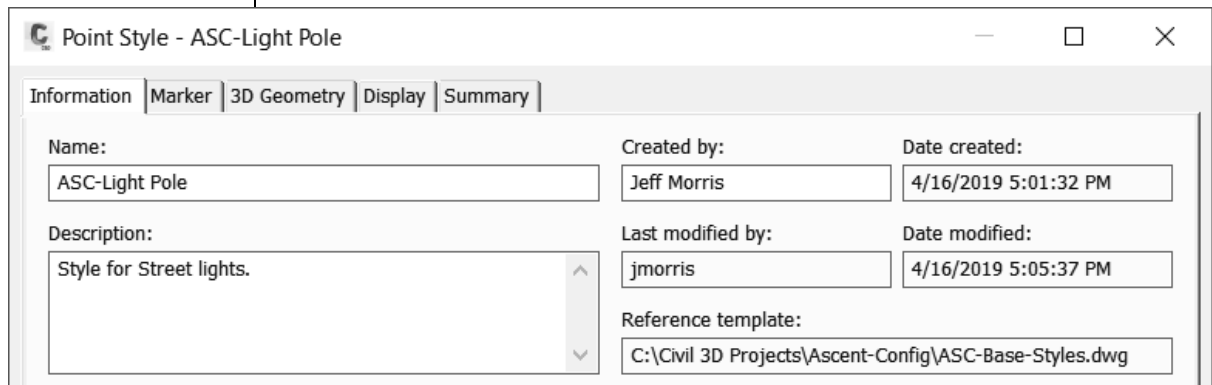 Point Style - ASC-Light Pole
Information Marker 3D Geometry Display Summary
Name: Created by: Date created:
ASC-Light Pole Jeff Morris 4/16/2019 5:01:32 PM
Description: Last modified by: Date modified:
Style for Street lights. jmorris 4/16/2019 5:05:37 PM
Reference template:
C:\Civil 3D Projects\Ascent-Config\ASC-Base-Styles.dwg